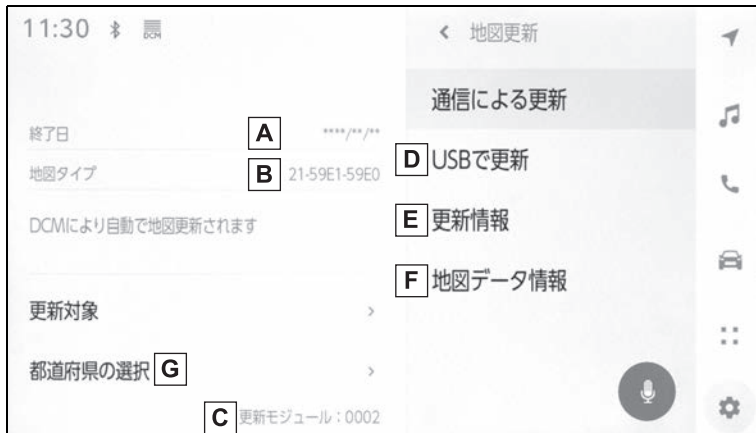 11:30 DCM
終了日 A ****/**/**
地図タイプ B 21-59E1-59E0
DCMにより自動で地図更新されます
更新対象 >
都道府県の選択 G >
C 更新モジュール：0002
< 地図更新
通信による更新
D USBで更新
E 更新情報
F 地図データ情報